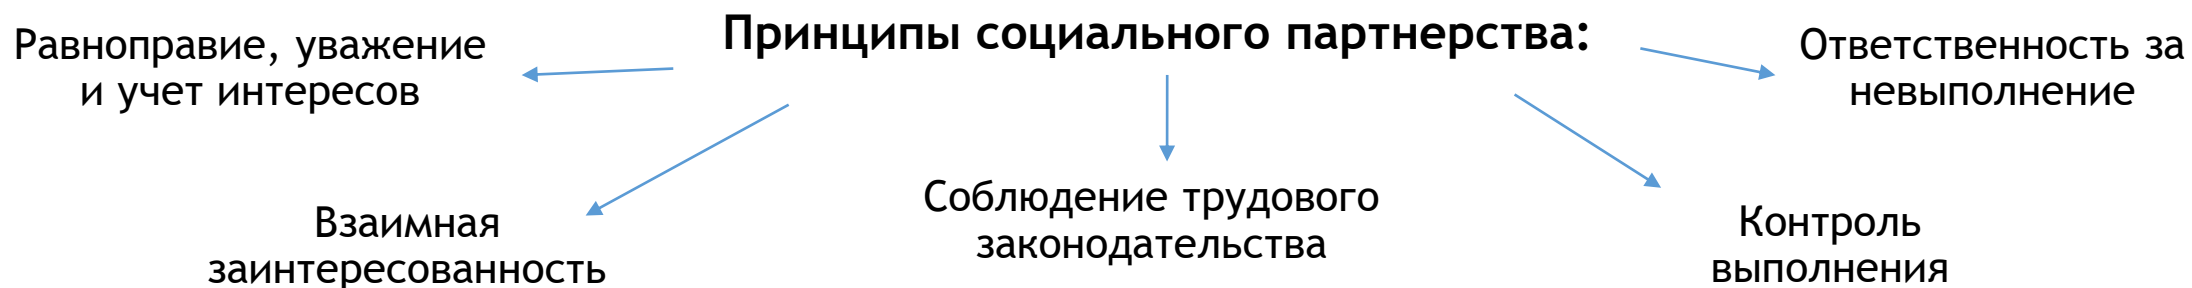 Принципы социального партнерства:
Равноправие, уважение
и учет интересов
Взаимная
заинтересованность
Соблюдение трудового
законодательства
Контроль
выполнения
Ответственность за
невыполнение